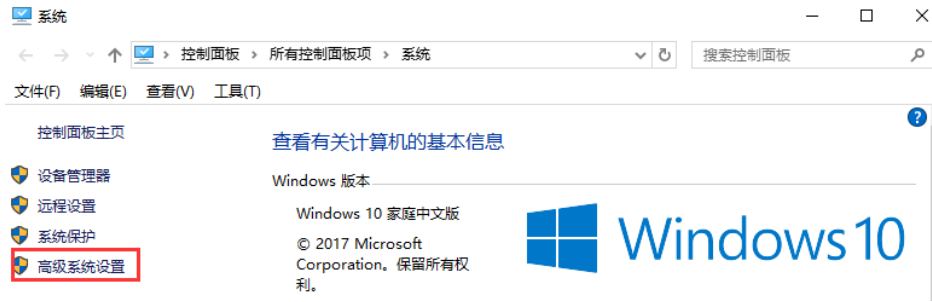 系统
控制面板 › 所有控制面板项 › 系统
搜索控制面板
文件(F) 编辑(E) 查看(V) 工具(T)
控制面板主页
设备管理器
远程设置
系统保护
高级系统设置
?
查看有关计算机的基本信息
Windows 版本
Windows 10 家庭中文版
© 2017 Microsoft
Corporation。保留所有权
利。
Windows 10